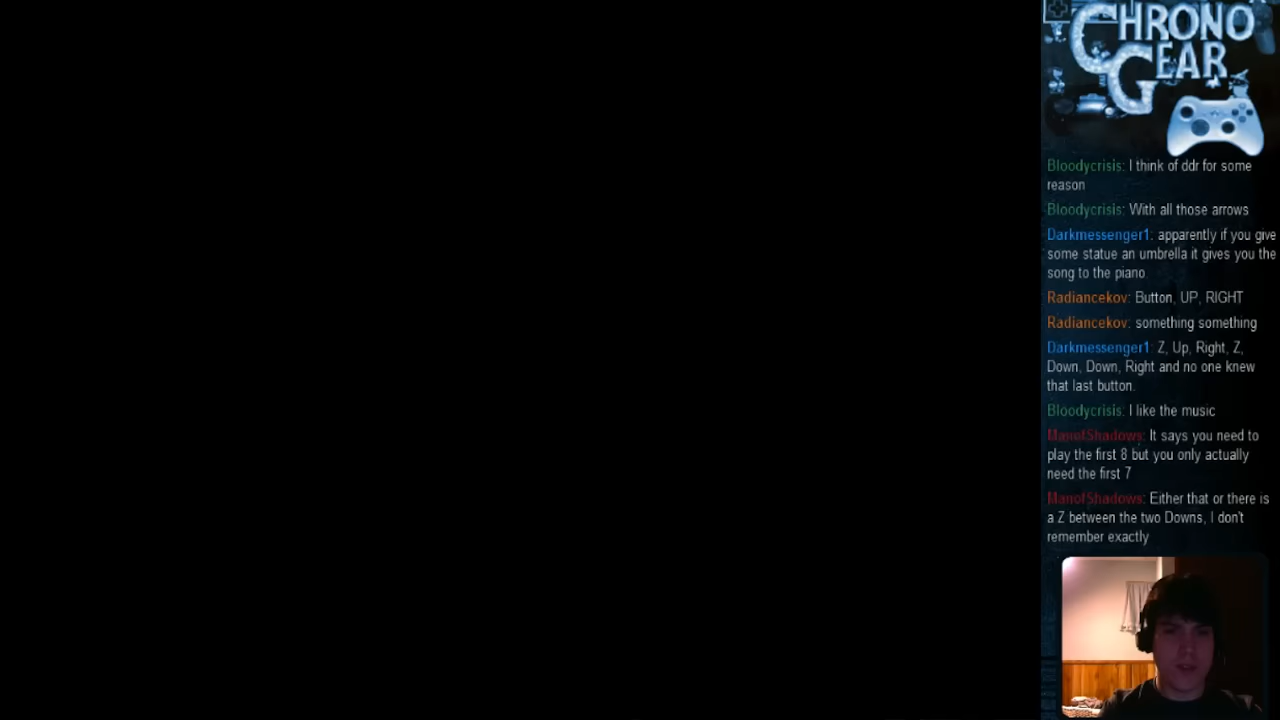 CHRONO
GEAR
Bloodycrisis: I think of ddr for some
reason
Bloodycrisis: With all those arrows
Darkmessenger1: apparently if you give
some statue an umbrella it gives you the
song to the piano
Radiancekov: Button, UP, RIGHT
Radiancekov: something something
Darkmessenger1: Z, Up, Right, Z,
Down, Down, Right and no one knew
that last button.
Bloodycrisis: I like the music
ManofShadows: It says you need to
play the first 8 but you only actually
need the first 7
ManofShadows: Either that or there is
a Z between the two Downs, I don't
remember exactly